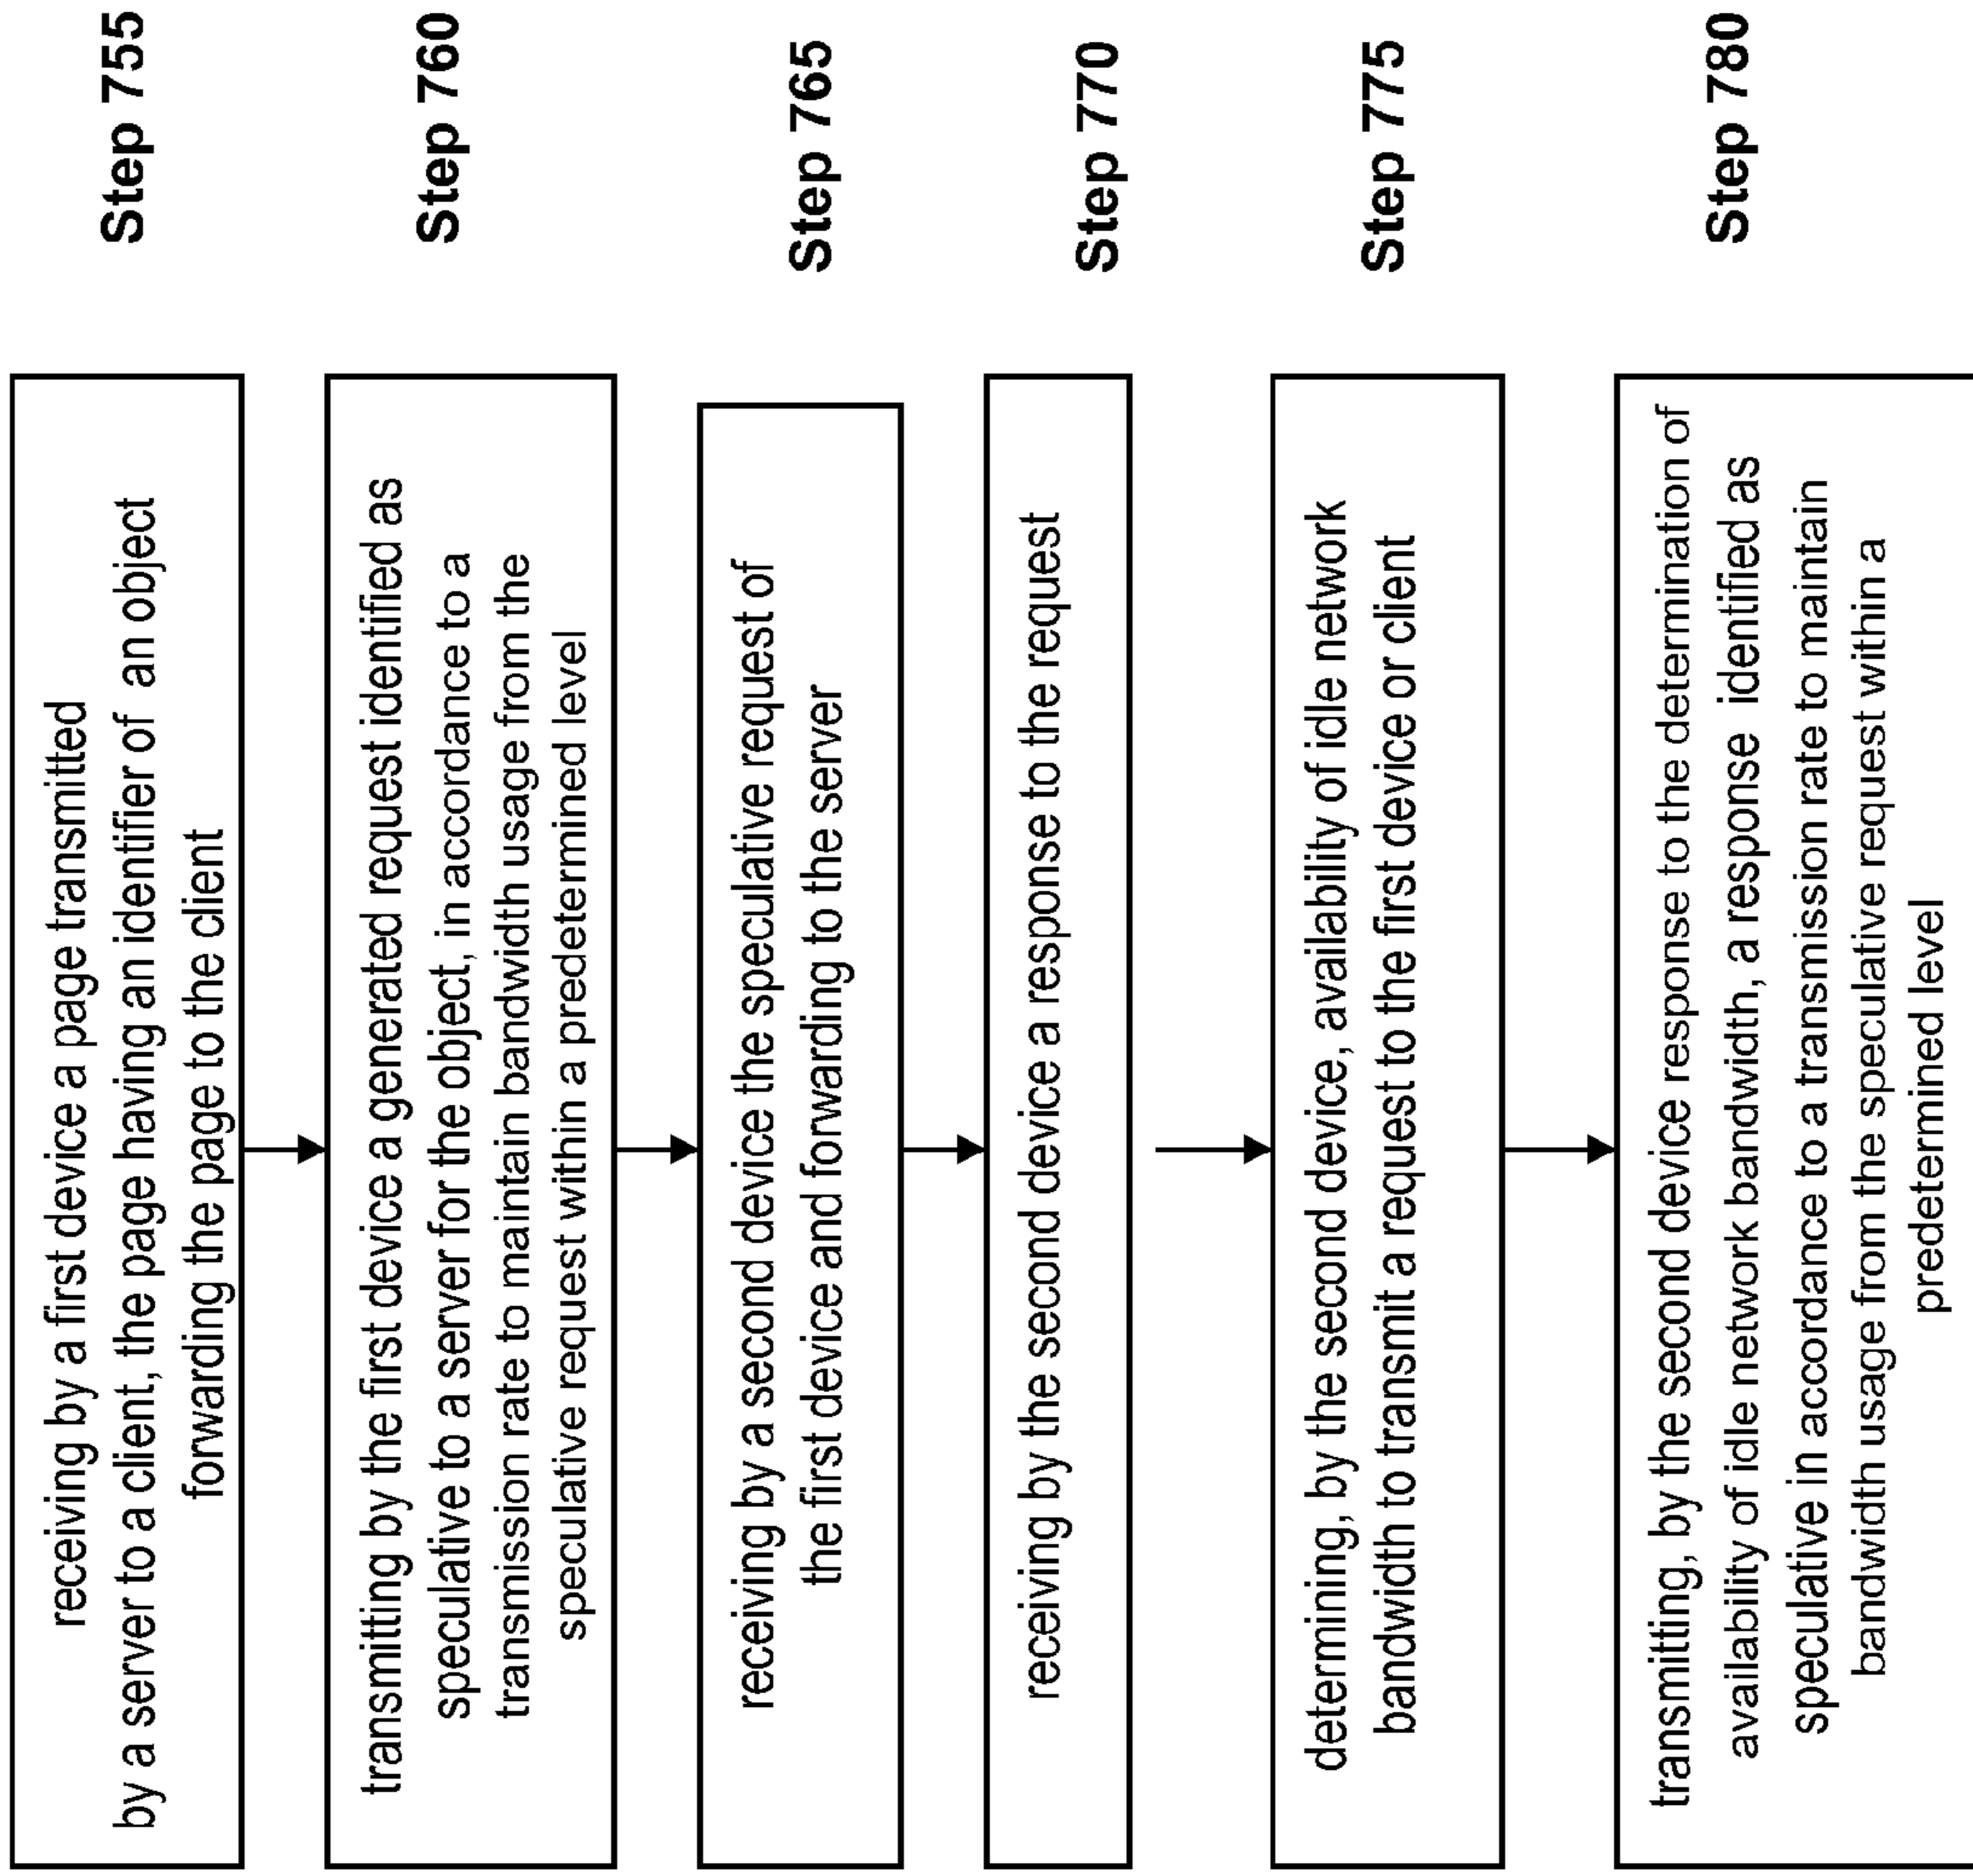 receiving by a first device a page transmitted
by a server to a client, the page having an identifier of an object
forwarding the page to the client
Step 755
transmitting by the first device a generated request identified as
speculative to a server for the object, in accordance to a
transmission rate to maintain bandwidth usage from the
speculative request within a predetermined level
Step 760
receiving by a second device the speculative request of
the first device and forwarding to the server
Step 765
receiving by the second device a response to the request
Step 770
determining, by the second device, availability of idle network
bandwidth to transmit a request to the first device or client
Step 775
transmitting, by the second device response to the determination of
availability of idle network bandwidth, a response identified as
speculative in accordance to a transmission rate to maintain
bandwidth usage from the speculative request within a
predetermined level
Step 780